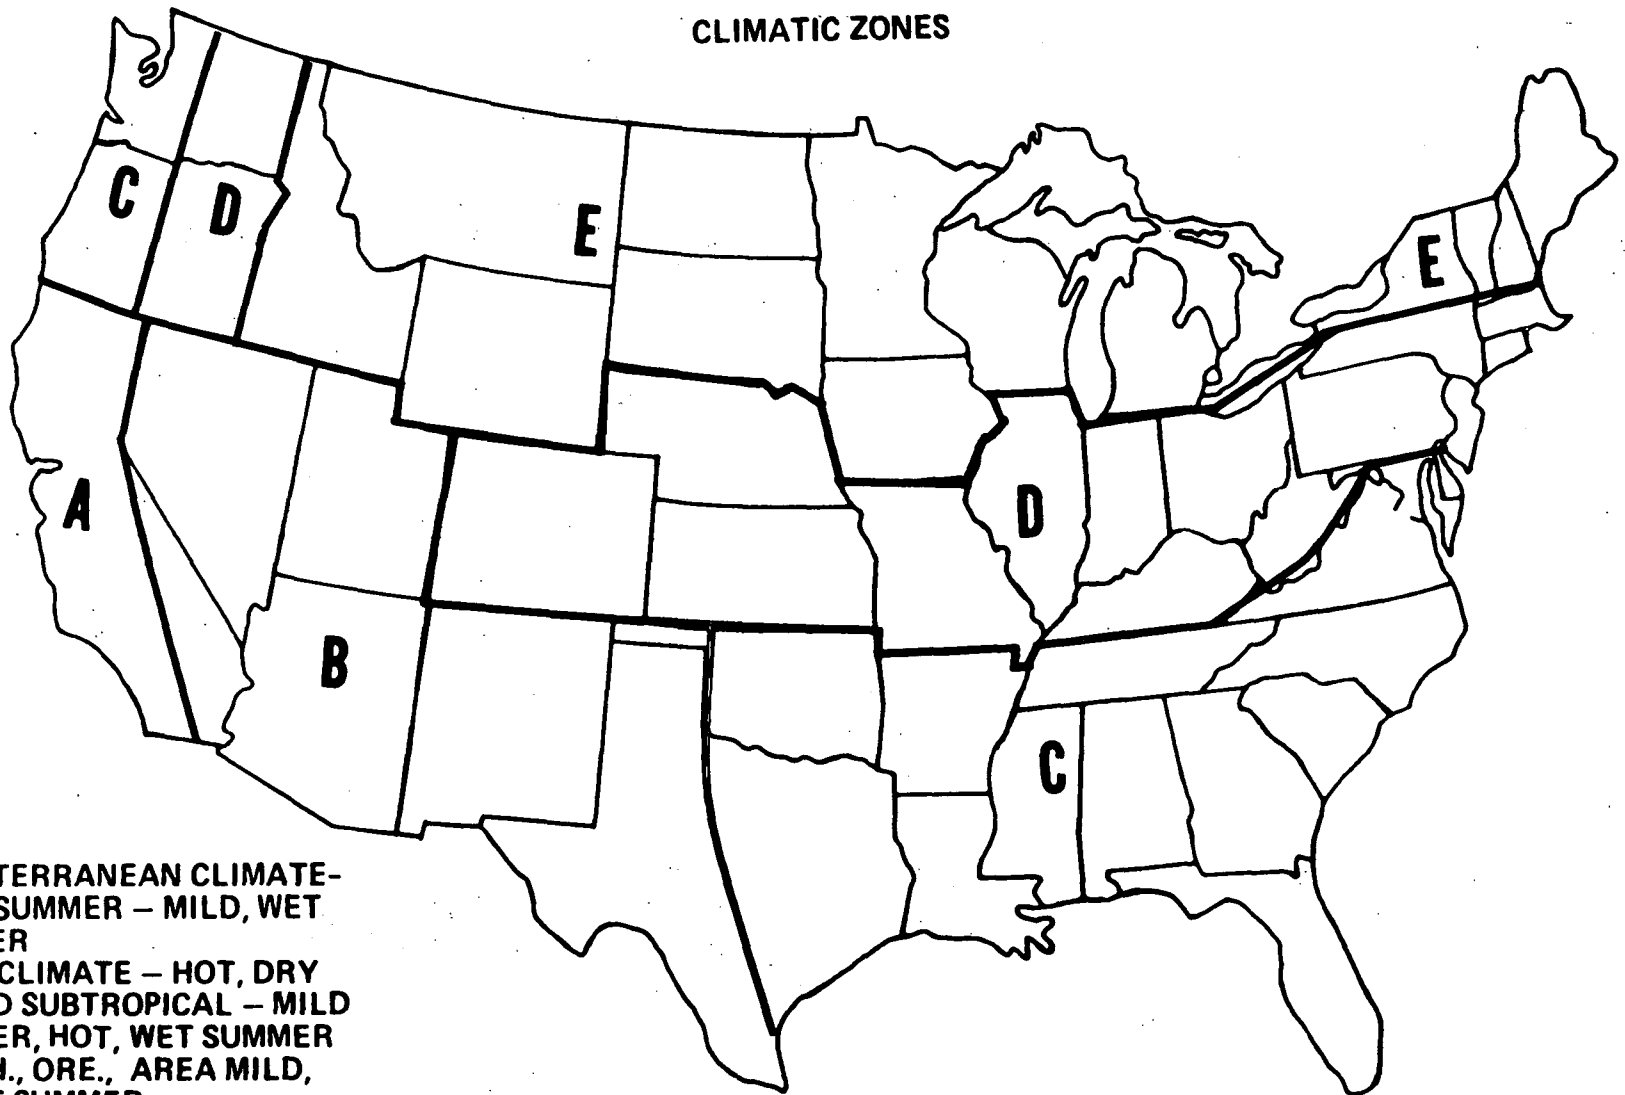 CLIMATIC ZONES
C
D
E
E
A
D
B
C
TERRANEAN CLIMATE-
SUMMER – MILD, WET
ER
CLIMATE – HOT, DRY
D SUBTROPICAL – MILD
ER, HOT, WET SUMMER
H., ORE., AREA MILD,
SUMMER